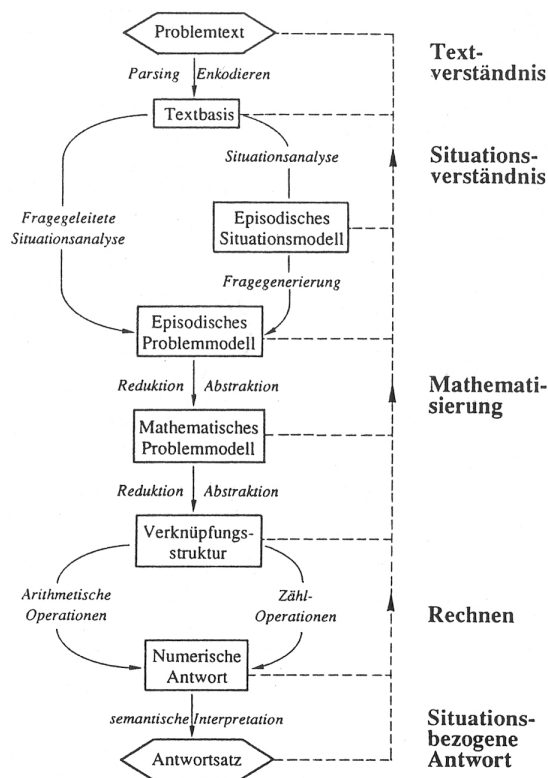 Problemtext
Parsing Enkodieren
Textbasis
Situationsanalyse
Fragegeleitete
Situationsanalyse
Episodisches
Situationsmodell
Fragegenerierung
Episodisches
Problemmodell
Reduktion Abstraktion
Mathematisches
Problemmodell
Reduktion Abstraktion
Verknüpfungs-
struktur
Arithmetische
Operationen
Zähl-
Operationen
Numerische
Antwort
semantische Interpretation
Antwortsatz
Text-
verständnis
Situations-
verständnis
Mathemati-
sierung
Rechnen
Situations-
bezogene
Antwort